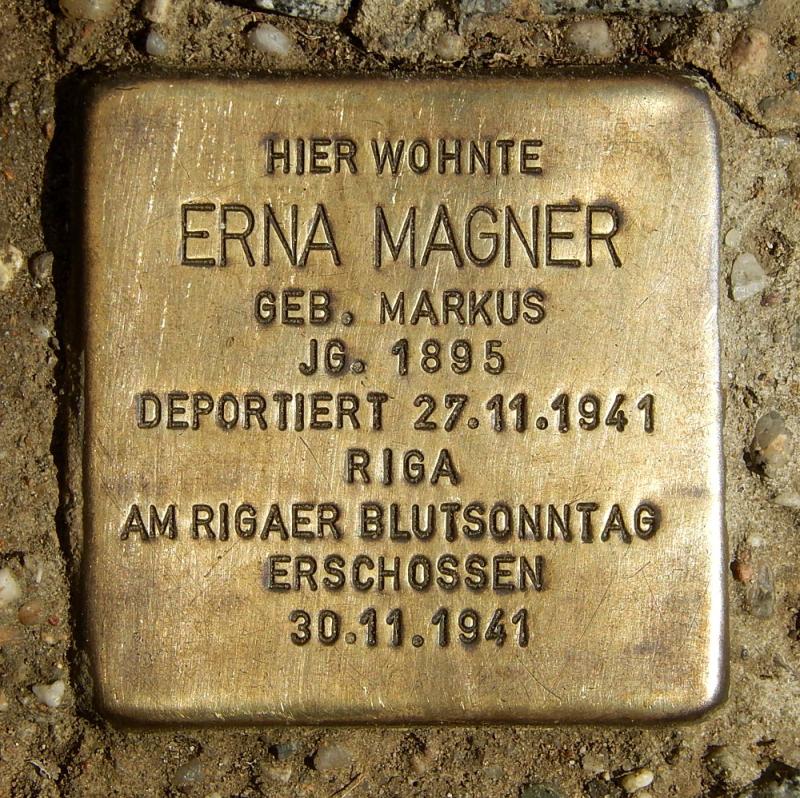 HIER WOHNTE
ERNA MAGNER
GEB. MARKUS
JG. 1895
DEPORTIERT 27.11.1941
RIGA
AM RIGAER BLUTSONNTAG
ERSCHOSSEN
30.11.1941